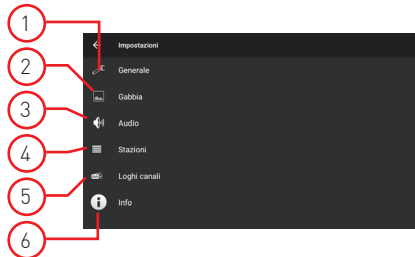 1
Impostazioni
2
Generale
Gabbia
3
Audio
4
Stazioni
5
Loghi canali
6
Info